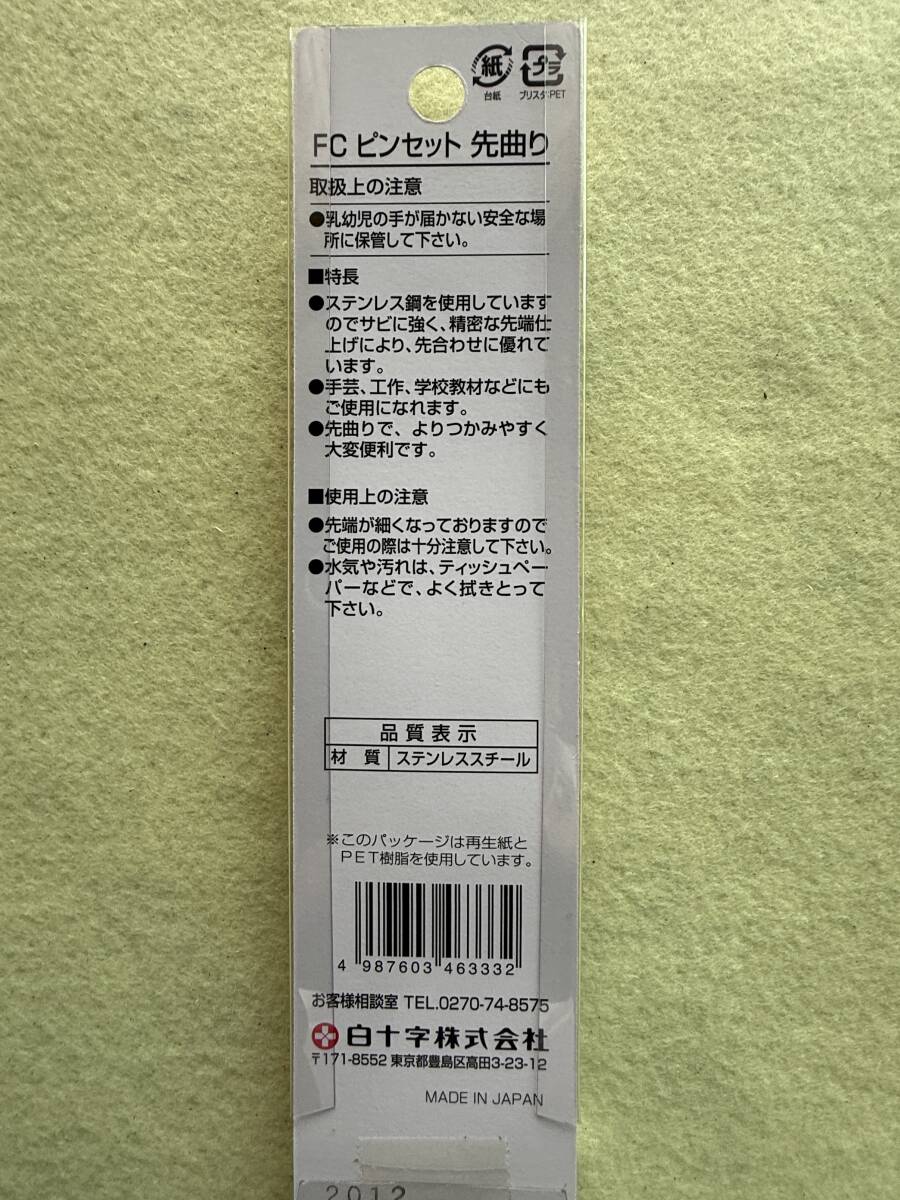 紙 プラ
台紙 ブリスターPET
FC ピンセット 先曲り
取扱上の注意
●乳幼児の手が届かない安全な場
所に保管して下さい。
■特長
●ステンレス鋼を使用しています
のでサビに強く、精密な先端仕
上げにより、先合わせに優れて
います。
●手芸、工作、学校教材などにも
ご使用になれます。
●先曲りで、よりつかみやすく
大変便利です。
■使用上の注意
●先端が細くなっておりますので
ご使用の際は十分注意して下さい。
●水気や汚れは、ティッシュペー
パーなどで、よく拭きとって
下さい。
品質表示
材 質 ステンレススチール
※このパッケージは再生紙と
PET樹脂を使用しています。
4 987603 463332
お客様相談室 TEL.0270-74-8575
白十字株式会社
〒171-8552 東京都豊島区高田3-23-12
MADE IN JAPAN
2012